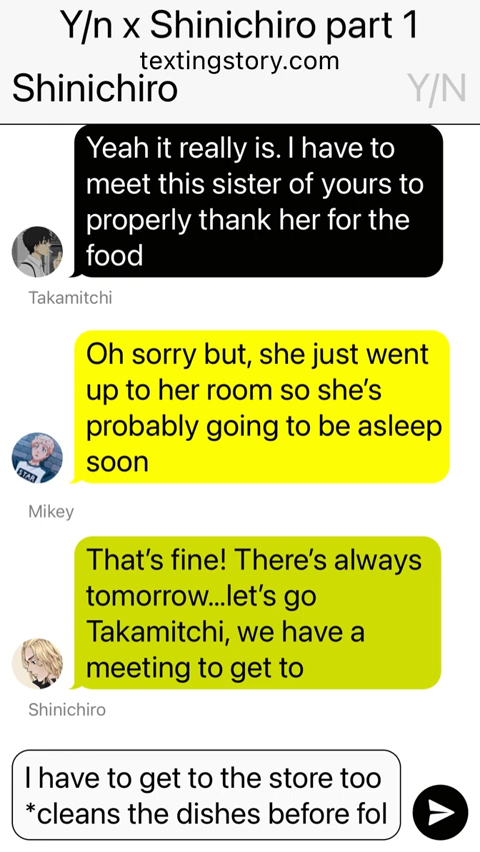 Y/n x Shinichiro part 1
textingstory.com
Shinichiro
Y/N
Yeah it really is. I have to
meet this sister of yours to
properly thank her for the
food
Takamitchi
Oh sorry but, she just went
up to her room so she's
probably going to be asleep
soon
Mikey
That's fine! There's always
tomorrow...let's go
Takamitchi, we have a
meeting to get to
Shinichiro
I have to get to the store too
*cleans the dishes before fol